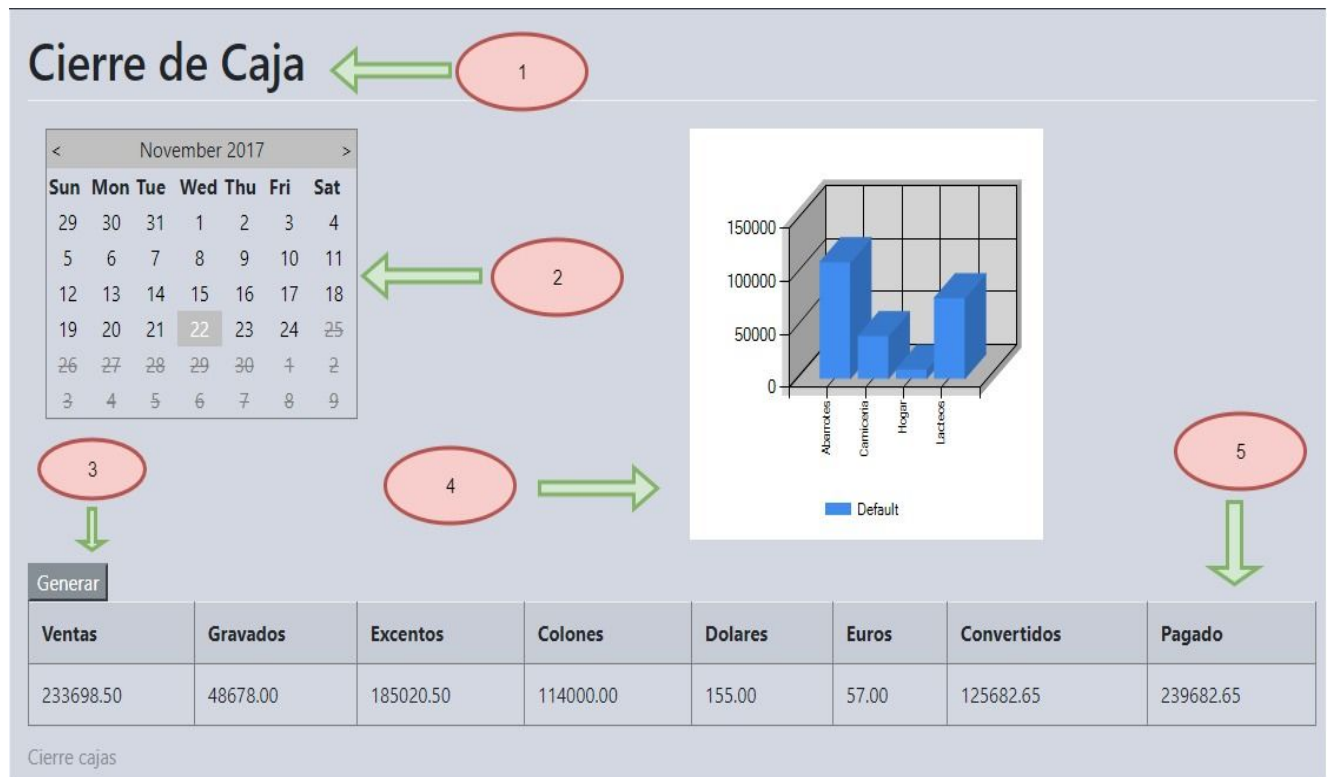 Cierre de Caja
1
< November 2017 >
Sun Mon Tue Wed Thu Fri Sat
29 30 31 1 2 3 4
5 6 7 8 9 10 11
12 13 14 15 16 17 18
19 20 21 22 23 24 25
26 27 28 29 30 1 2
3 4 5 6 7 8 9
2
150000
100000
50000
0
Abarrotes
Carniceria
Hogar
Lacteos
Default
3
4
5
Generar
Ventas Gravados Excentos Colones Dolares Euros Convertidos Pagado
233698.50 48678.00 185020.50 114000.00 155.00 57.00 125682.65 239682.65
Cierre cajas